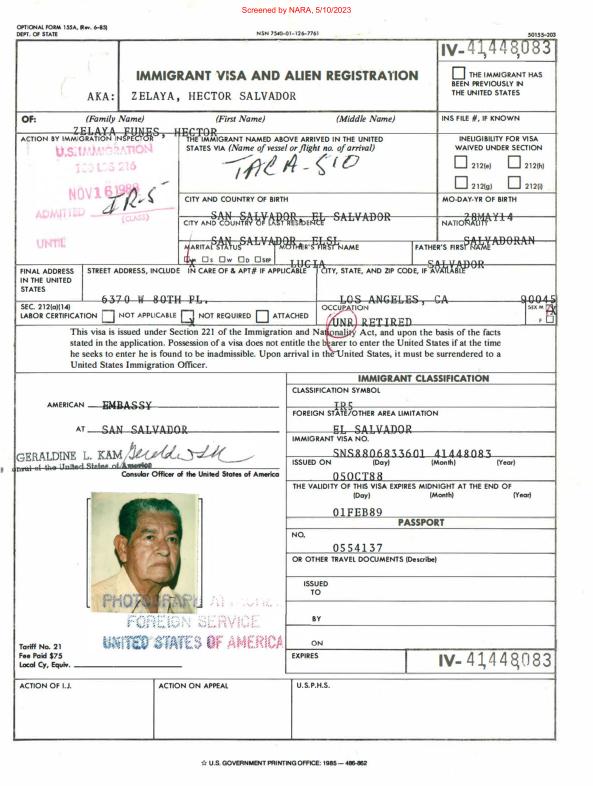 Screened by NARA, 5/10/2023
OPTIONAL FORM 155A, (Rev. 6-83)
DEPT. OF STATE
NSN 7540-01-126-7761
50155-203
IV-41,448,083
IMMIGRANT VISA AND ALIEN REGISTRATION
THE IMMIGRANT HAS BEEN PREVIOUSLY IN THE UNITED STATES
AKA: ZELAYA, HECTOR SALVADOR
OF: (Family Name) (First Name) (Middle Name)
INS FILE #, IF KNOWN
ZELAYA FUNES, HECTOR
ACTION BY IMMIGRATION INSPECTOR
U.S. IMMIGRATION
NOV 16 1988
ADMITTED IR-5
(CLASS)
UNTIL
THE IMMIGRANT NAMED ABOVE ARRIVED IN THE UNITED
STATES VIA (Name of vessel or flight no. of arrival)
TACA-510
INELIGIBILITY FOR VISA
WAIVED UNDER SECTION
212(e) 212(h)
212(g) 212(i)
CITY AND COUNTRY OF BIRTH
SAN SALVADOR, EL SALVADOR
MO-DAY-YR OF BIRTH
28MAY14
CITY AND COUNTRY OF LAST RESIDENCE
SAN SALVADOR, ELSL
NATIONALITY
SALVADORAN
MARITAL STATUS
M S W D SEP
MOTHER'S FIRST NAME
LUCIA
FATHER'S FIRST NAME
SALVADOR
FINAL ADDRESS
IN THE UNITED
STATES
STREET ADDRESS, INCLUDE IN CARE OF & APT# IF APPLICABLE
6370 W 80TH PL.
CITY, STATE, AND ZIP CODE, IF AVAILABLE
LOS ANGELES, CA 90045
SEC. 212(a)(14)
LABOR CERTIFICATION
NOT APPLICABLE X NOT REQUIRED ATTACHED
OCCUPATION
UNR RETIRED
SEX M X
F
This visa is issued under Section 221 of the Immigration and Nationality Act, and upon the basis of the facts
stated in the application. Possession of a visa does not entitle the bearer to enter the United States if at the time
he seeks to enter he is found to be inadmissible. Upon arrival in the United States, it must be surrendered to a
United States Immigration Officer.
AMERICAN EMBASSY
AT SAN SALVADOR
GERALDINE L. KAM
of the United States of America
Consular Officer of the United States of America
IMMIGRANT CLASSIFICATION
CLASSIFICATION SYMBOL
IR5
FOREIGN STATE/OTHER AREA LIMITATION
EL SALVADOR
IMMIGRANT VISA NO.
SNS8806833601 41448083
ISSUED ON (Day) (Month) (Year)
05OCT88
THE VALIDITY OF THIS VISA EXPIRES MIDNIGHT AT THE END OF
(Day) (Month) (Year)
01FEB89
PASSPORT
NO.
0554137
OR OTHER TRAVEL DOCUMENTS (Describe)
ISSUED
TO
BY
ON
EXPIRES
IV-41,448,083
PHOTOGRAPH
FOREIGN SERVICE
UNITED STATES OF AMERICA
Tariff No. 21
Fee Paid $75
Local Cy, Equiv.
ACTION OF I.J.
ACTION ON APPEAL
U.S.P.H.S.
☆ U.S. GOVERNMENT PRINTING OFFICE: 1985 — 486-862